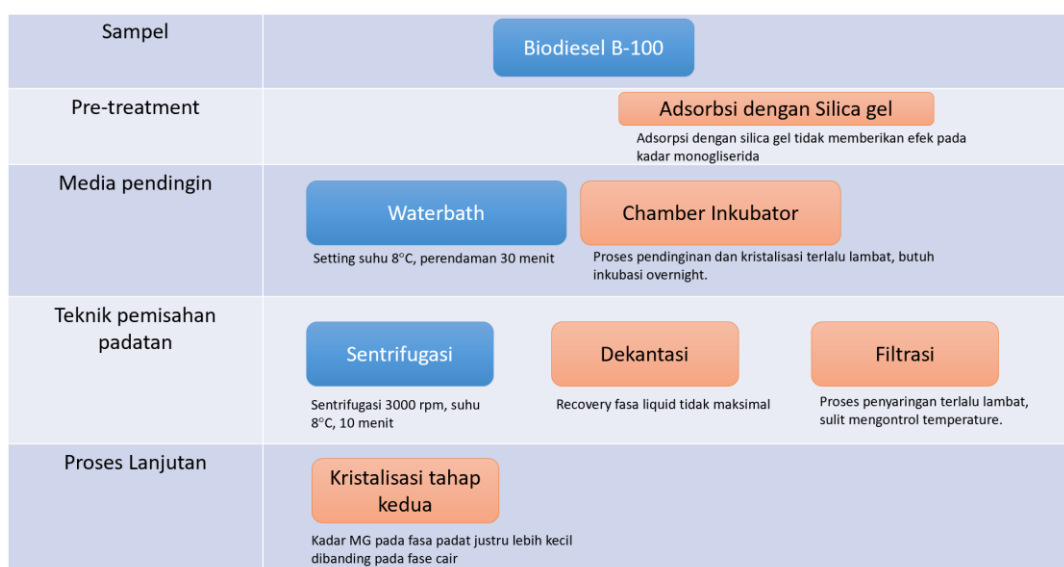 Sampel
Biodiesel B-100
Pre-treatment
Adsorbsi dengan Silica gel
Adsorpsi dengan silica gel tidak memberikan efek pada
kadar monogliserida
Media pendingin
Waterbath
Chamber Inkubator
Setting suhu 8°C, perendaman 30 menit
Proses pendinginan dan kristalisasi terlalu lambat, butuh
inkubasi overnight.
Teknik pemisahan
padatan
Sentrifugasi
Dekantasi
Filtrasi
Sentrifugasi 3000 rpm, suhu
8°C, 10 menit
Recovery fasa liquid tidak maksimal
Proses penyaringan terlalu lambat,
sulit mengontrol temperature.
Proses Lanjutan
Kristalisasi tahap
kedua
Kadar MG pada fasa padat justru lebih kecil
dibanding pada fase cair